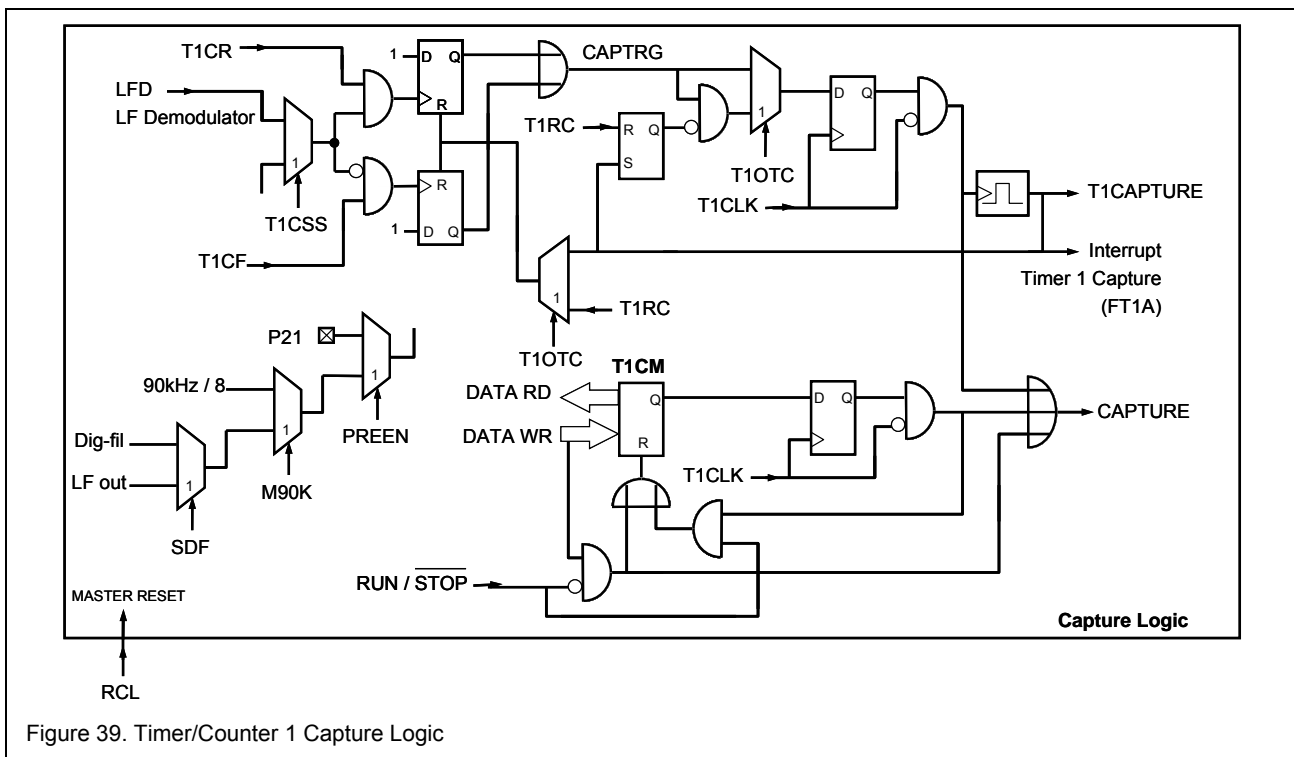 T1CR
1
D
Q
R
CAPTRG
LFD
LF Demodulator
1
T1CSS
T1RC
R
Q
S
1
T1OTC
D
Q
T1CLK
T1CAPTURE
R
1
D
Q
T1CF
Interrupt
Timer 1 Capture
(FT1A)
1
T1RC
T1OTC
P21
1
PREEN
90kHz / 8
1
M90K
Dig-fil
LF out
1
SDF
T1CM
DATA RD
DATA WR
Q
R
D
Q
T1CLK
CAPTURE
RUN / STOP
MASTER RESET
Capture Logic
RCL
Figure 39. Timer/Counter 1 Capture Logic